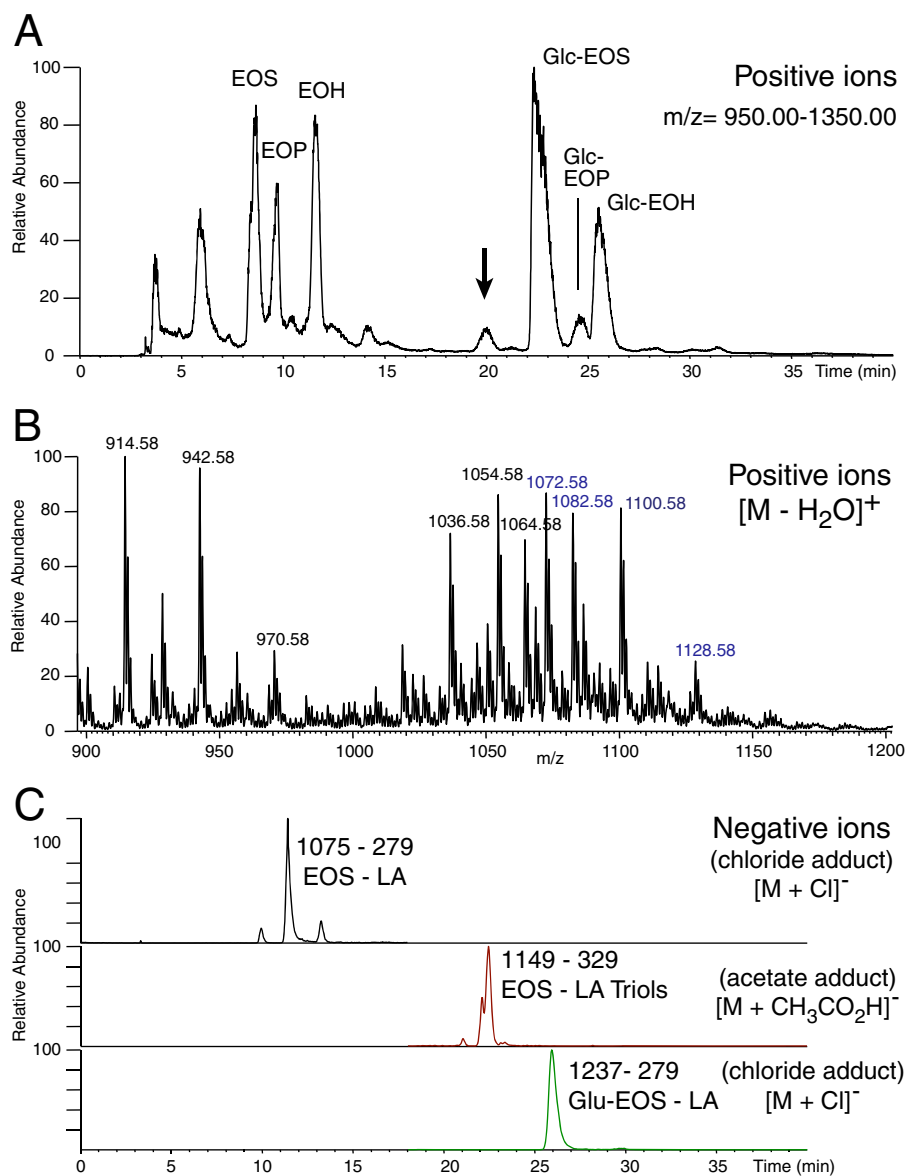 A
Relative Abundance
100
80
60
40
20
0
EOS
EOP
EOH
Glc-EOS
Glc-
EOP
Glc-EOH
Positive ions
m/z= 950.00-1350.00
0 5 10 15 20 25 30 35 Time (min)
B
Relative Abundance
100
80
60
40
20
0
914.58
942.58
970.58
1036.58
1054.58
1064.58
1072.58
1082.58
1100.58
1128.58
Positive ions
[M - H₂O]⁺
900 950 1000 1050 1100 1150 1200
m/z
C
Relative Abundance
100
1075 - 279
EOS - LA
Negative ions
(chloride adduct)
[M + Cl]⁻
100
1149 - 329
EOS - LA Triols
(acetate adduct)
[M + CH₃CO₂H]⁻
100
1237- 279
Glu-EOS - LA
(chloride adduct)
[M + Cl]⁻
0 5 10 15 20 25 30 35 Time (min)